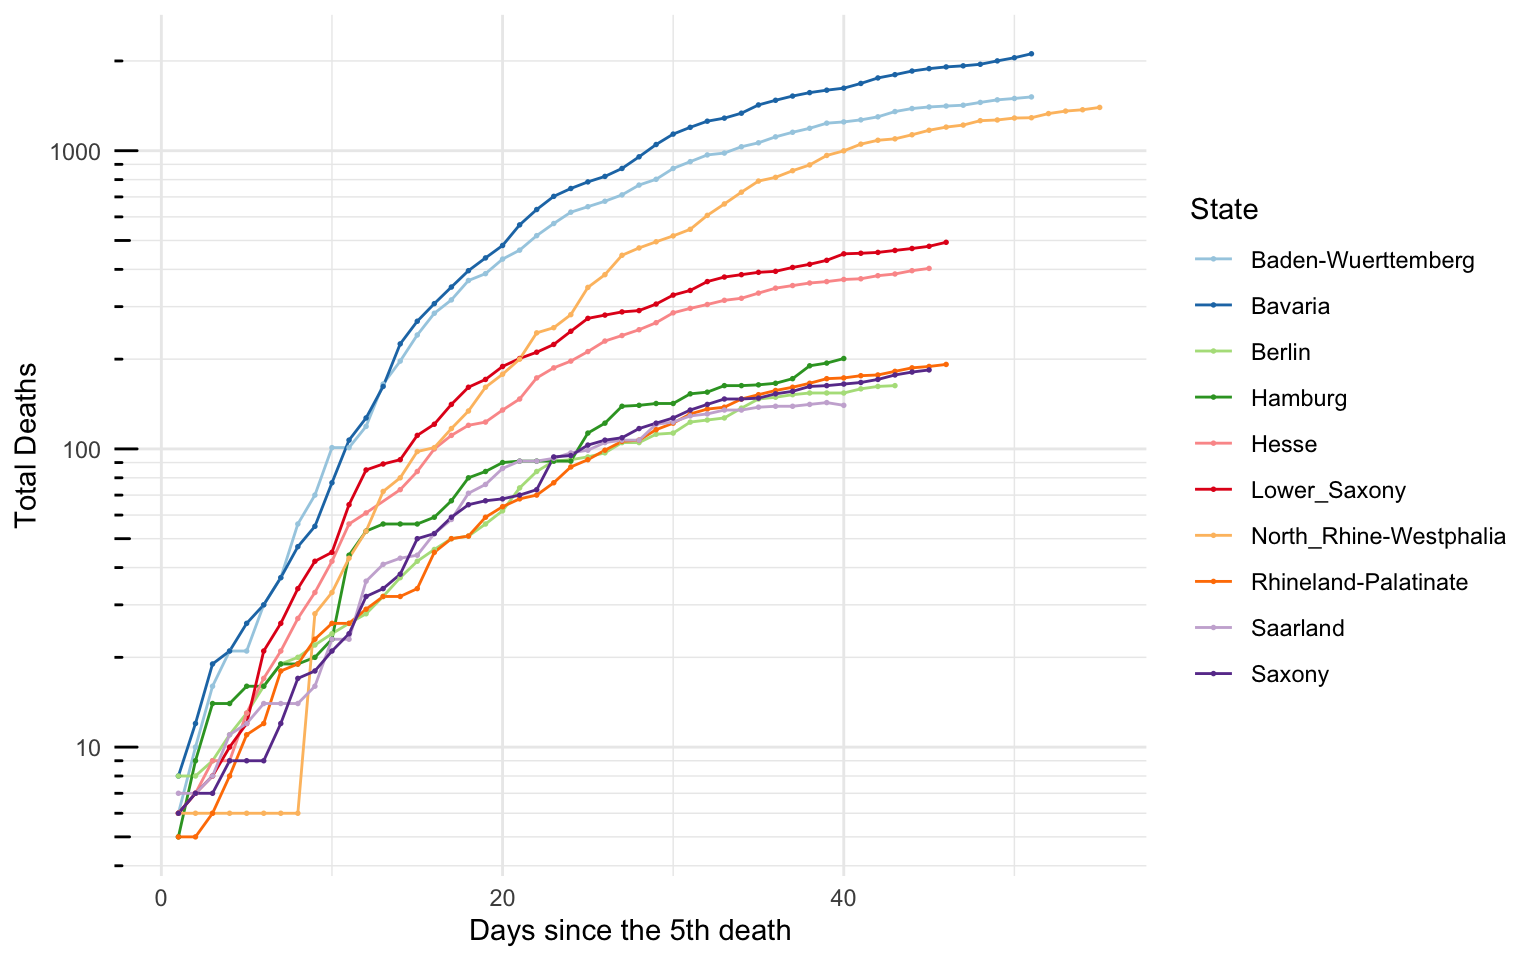 Total Deaths
1000
100
10
0
20
40
Days since the 5th death
State
Baden-Wuerttemberg
Bavaria
Berlin
Hamburg
Hesse
Lower_Saxony
North_Rhine-Westphalia
Rhineland-Palatinate
Saarland
Saxony